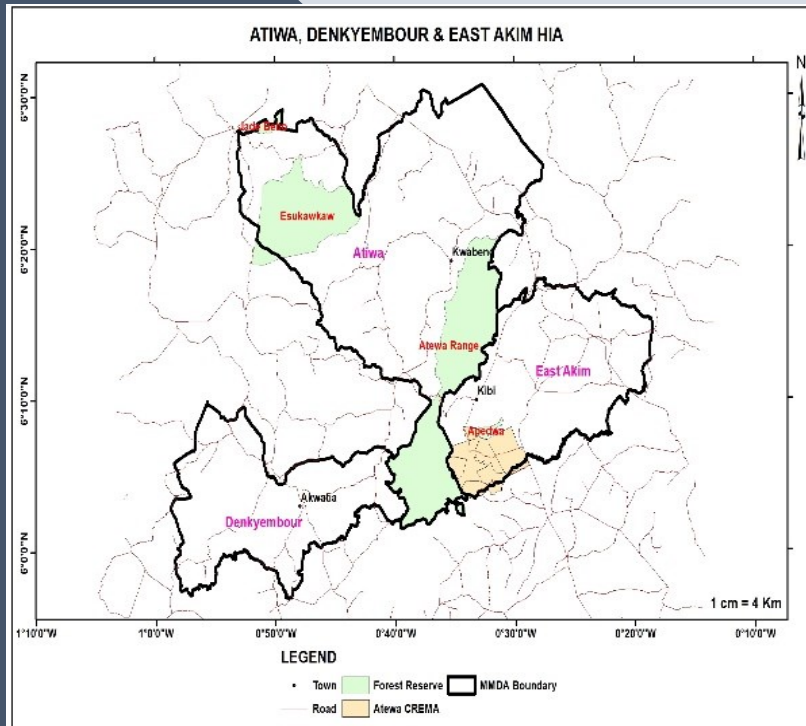 ATIWA, DENKYEMBOUR & EAST AKIM HIA
N
6°30'0"N
Jade Bepo
Esukawkaw
6°20'0"N
Atiwa
Kwabeng
Atewa Range
East Akim
6°10'0"N
Kibi
Apedwa
Akwatia
Denkyembour
6°0'0"N
1 cm = 4 Km
1°10'0"W 1°0'0"W 0°50'0"W 0°40'0"W 0°30'0"W 0°20'0"W 0°10'0"W
LEGEND
Town Forest Reserve MMDA Boundary
Road Atewa CREMA